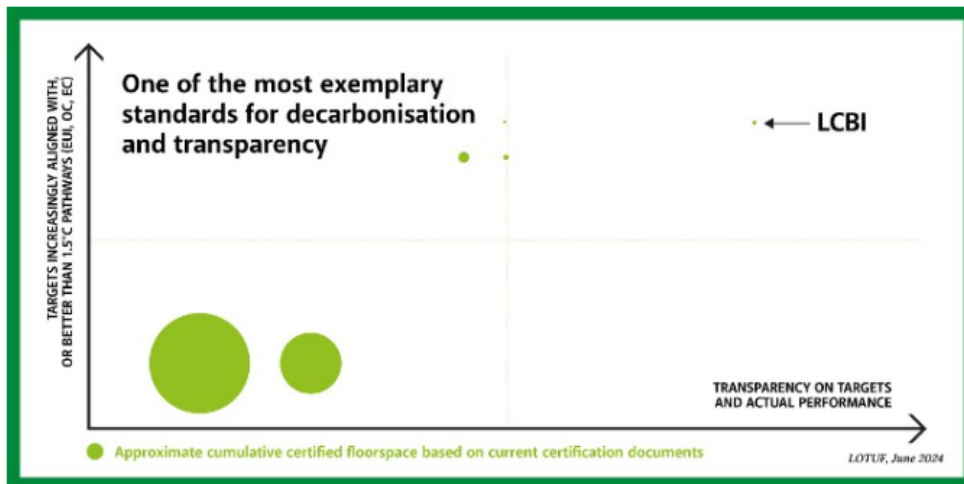 One of the most exemplary
standards for decarbonisation
and transparency
TARGETS INCREASINGLY ALIGNED WITH,
OR BETTER THAN 1.5°C PATHWAYS (EUI, OC, EC)
LCBI
TRANSPARENCY ON TARGETS
AND ACTUAL PERFORMANCE
Approximate cumulative certified floorspace based on current certification documents
LOTUF, June 2024